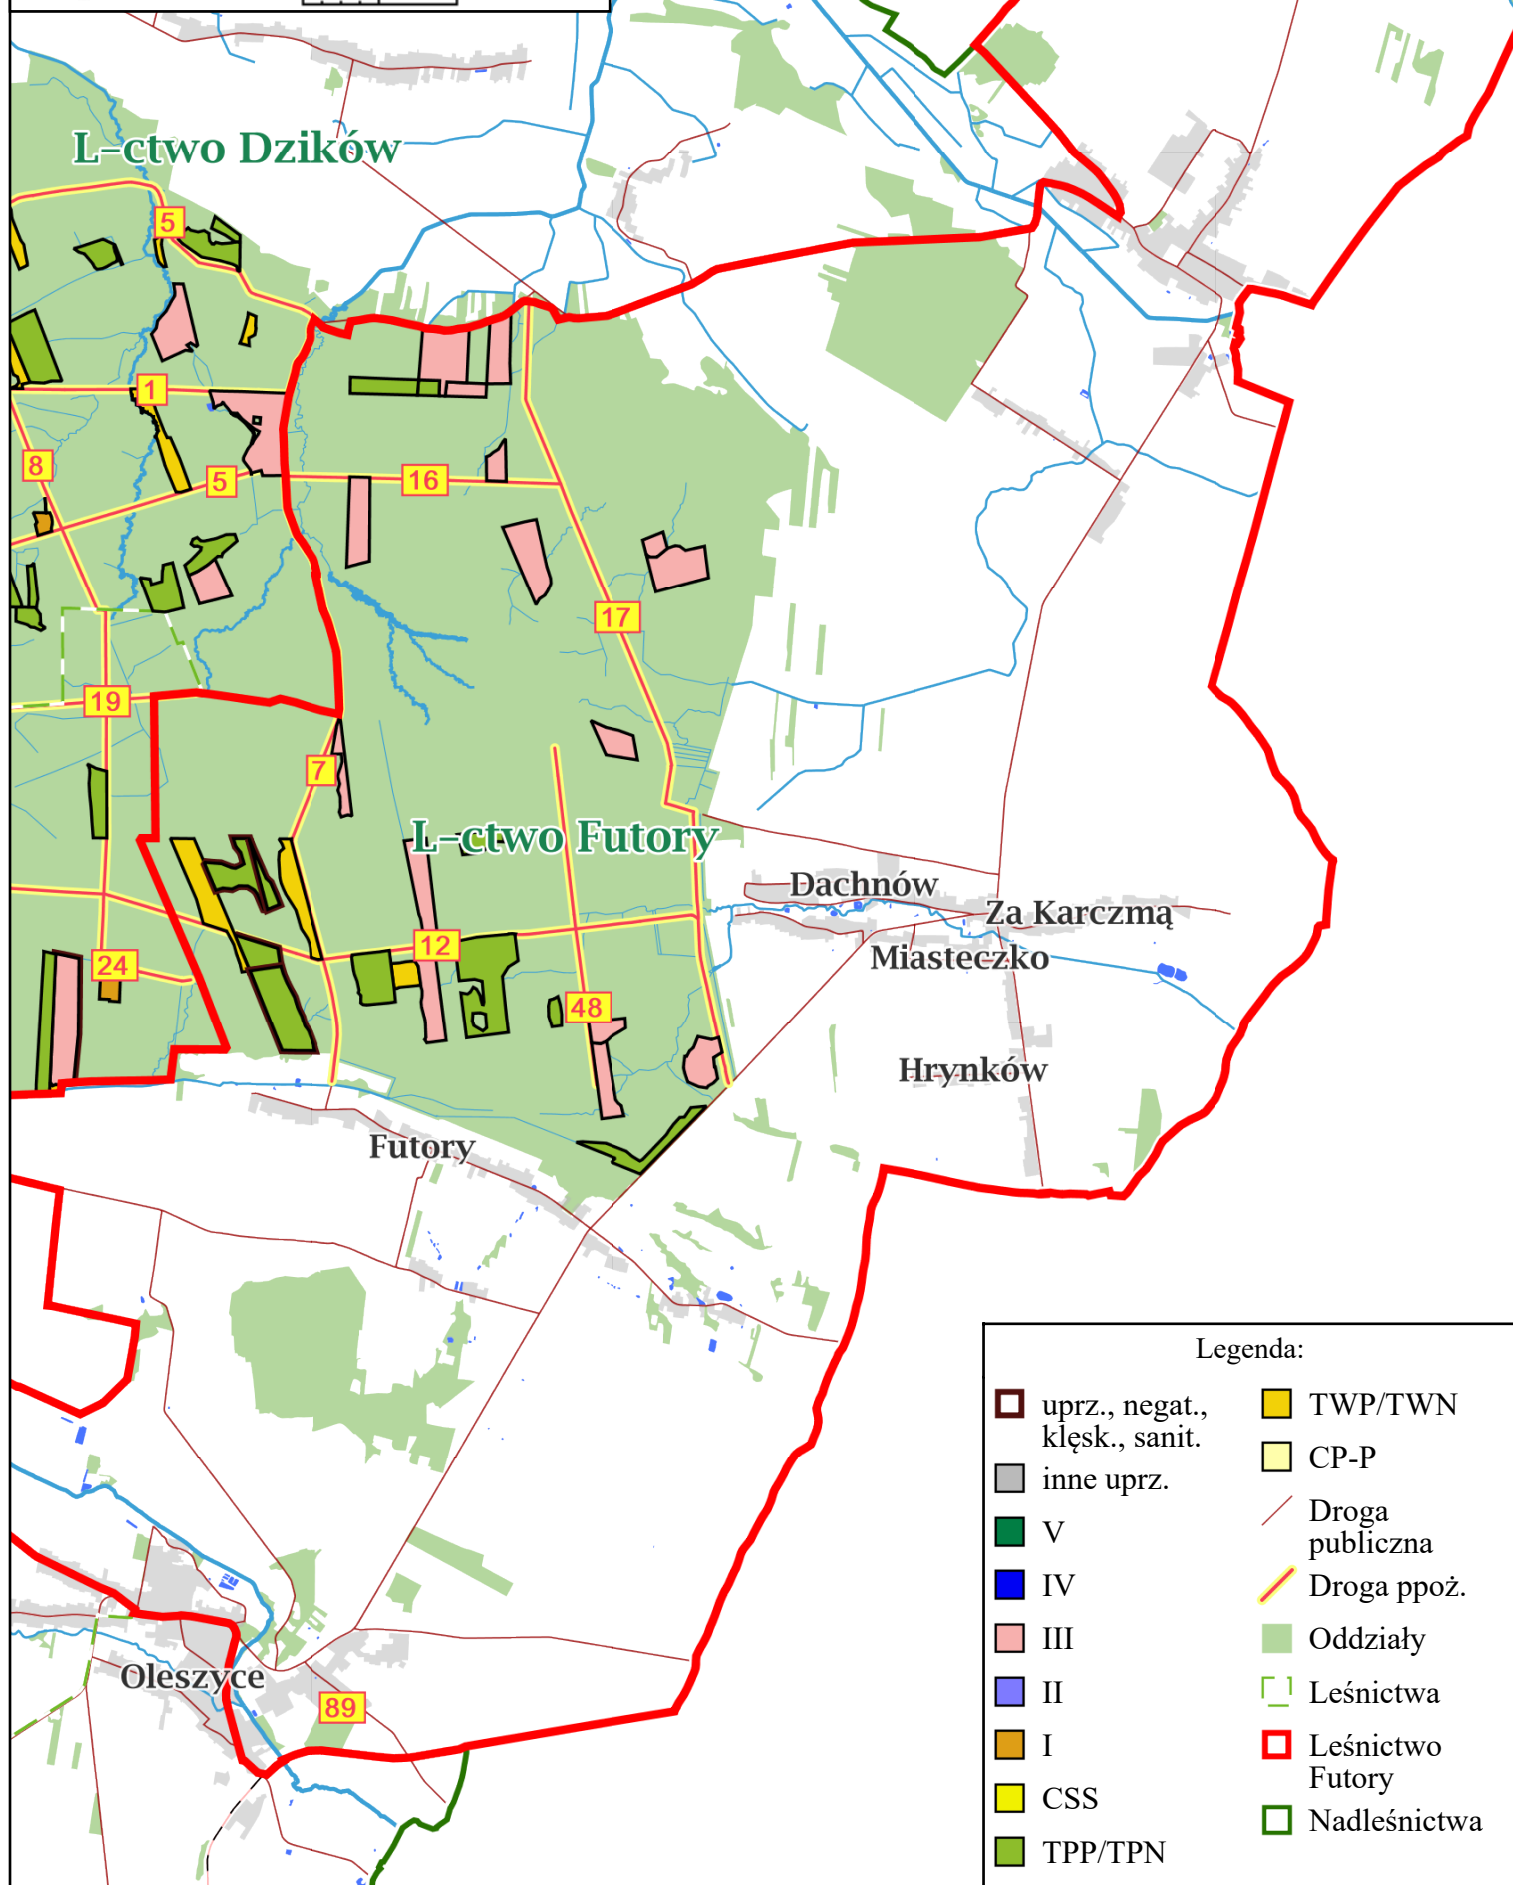 L-ctwo Dzików
5
1
8
5
16
17
19
7
L-ctwo Futory
Dachnów
Za Karczmą
12
Miasteczko
24
48
Hrynków
Futory
Oleszyce
89
Legenda:
uprz., negat.,
klęsk., sanit.
inne uprz.
V
IV
III
II
I
CSS
TPP/TPN
TWP/TWN
CP-P
Droga
publiczna
Droga ppoż.
Oddziały
Leśnictwa
Leśnictwo
Futory
Nadleśnictwa